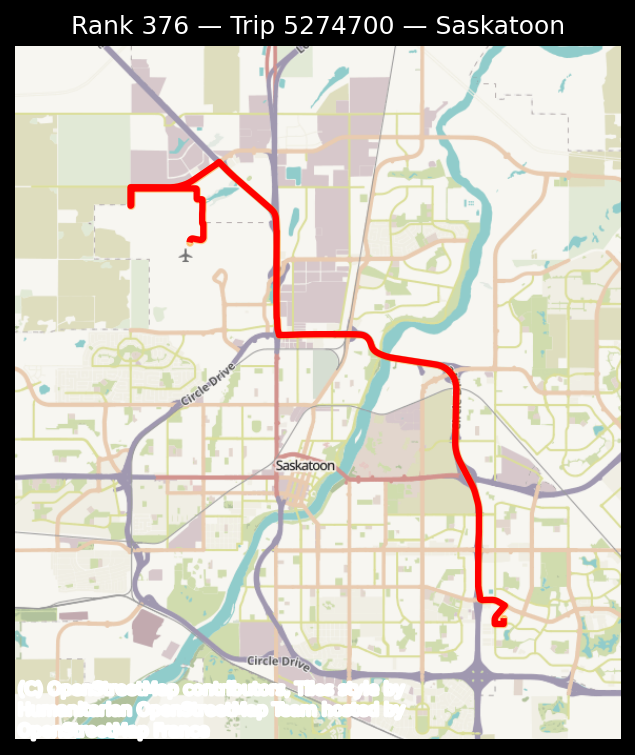 Rank 376 — Trip 5274700 — Saskatoon
Circle Drive
Saskatoon
Circle Drive
(C) OpenStreetMap contributors, Tiles style by
Humanitarian OpenStreetMap Team hosted by
OpenStreetMap France